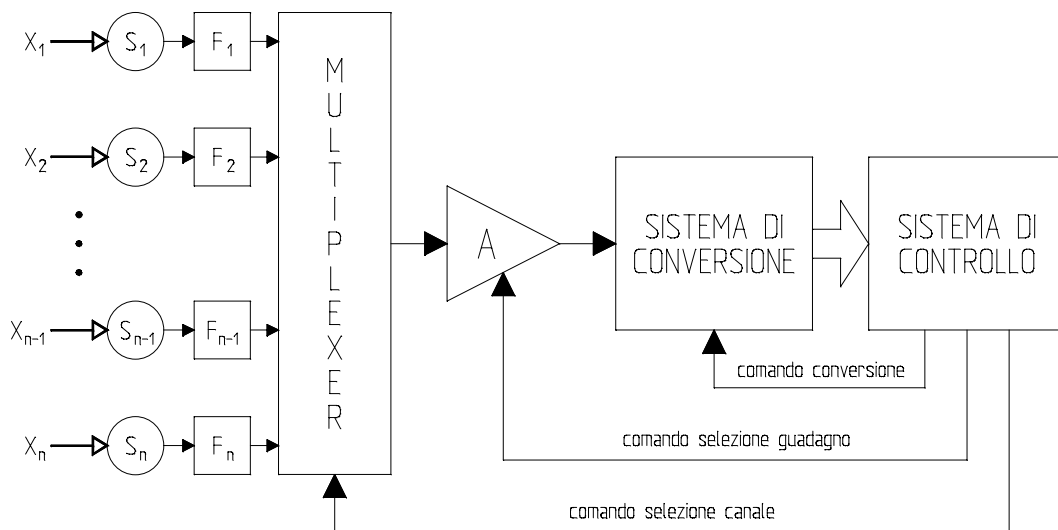 X1 S1 F1
X2 S2 F2
Xn-1 Sn-1 Fn-1
Xn Sn Fn
MULTIPLEXER
A
SISTEMA DI
CONVERSIONE
SISTEMA DI
CONTROLLO
comando conversione
comando selezione guadagno
comando selezione canale